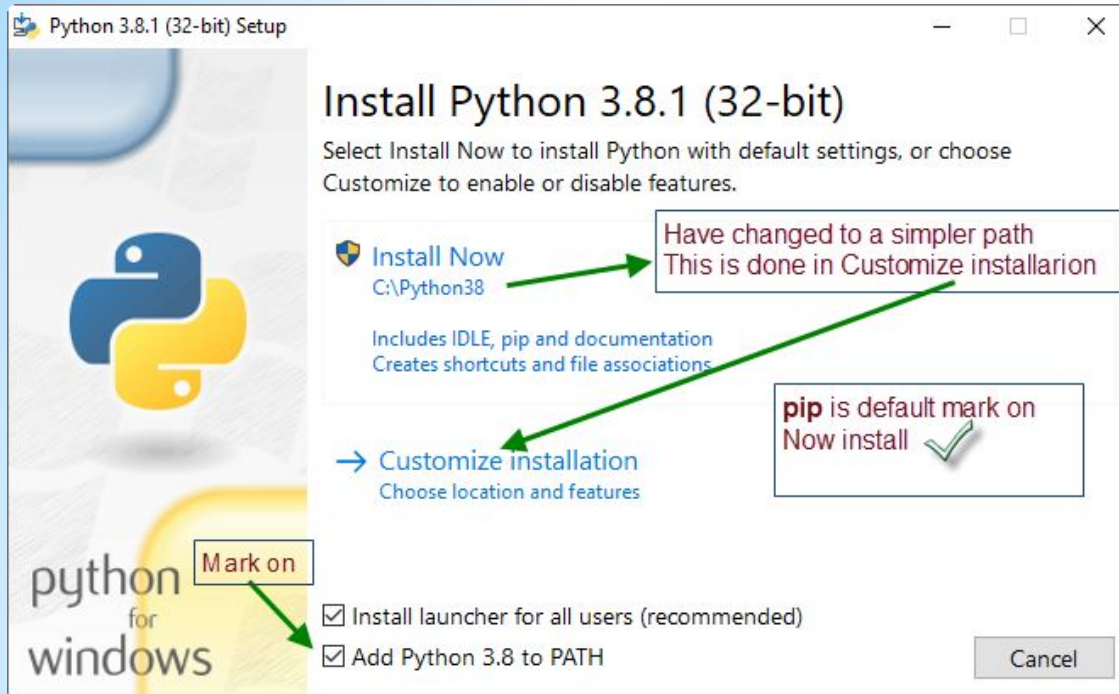 Python 3.8.1 (32-bit) Setup
Install Python 3.8.1 (32-bit)
Select Install Now to install Python with default settings, or choose
Customize to enable or disable features.
Install Now
C:\Python38
Have changed to a simpler path
This is done in Customize installarion
Includes IDLE, pip and documentation
Creates shortcuts and file associations
pip is default mark on
Now install
Customize installation
Choose location and features
Mark on
python
for
windows
Install launcher for all users (recommended)
Add Python 3.8 to PATH
Cancel